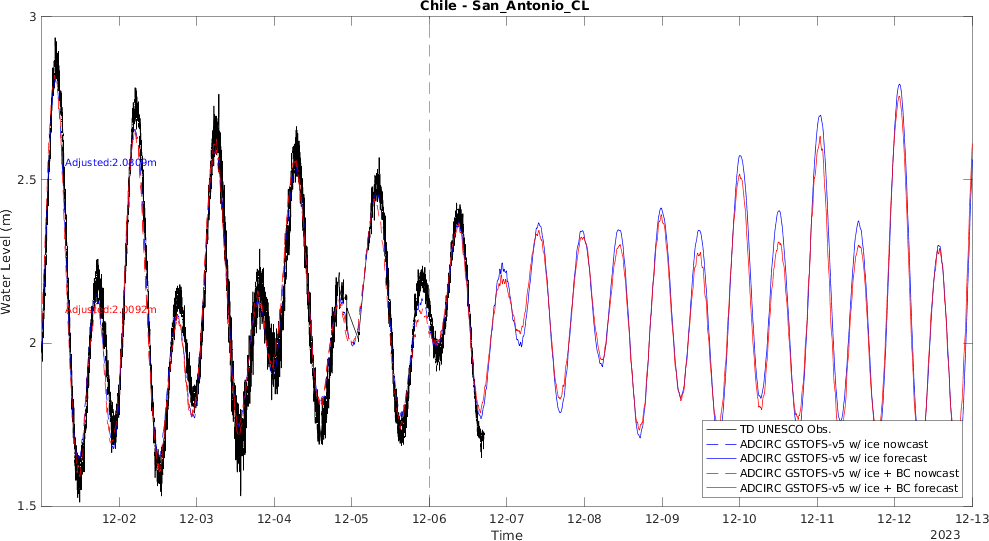 Chile - San_Antonio_CL
3
2.5
2
1.5
Water Level (m)
Adjusted:2.0809m
Adjusted:2.0092m
TD UNESCO Obs.
ADCIRC GSTOFS-v5 w/ ice nowcast
ADCIRC GSTOFS-v5 w/ ice forecast
ADCIRC GSTOFS-v5 w/ ice + BC nowcast
ADCIRC GSTOFS-v5 w/ ice + BC forecast
12-02 12-03 12-04 12-05 12-06 12-07 12-08 12-09 12-10 12-11 12-12 12-13
Time
2023